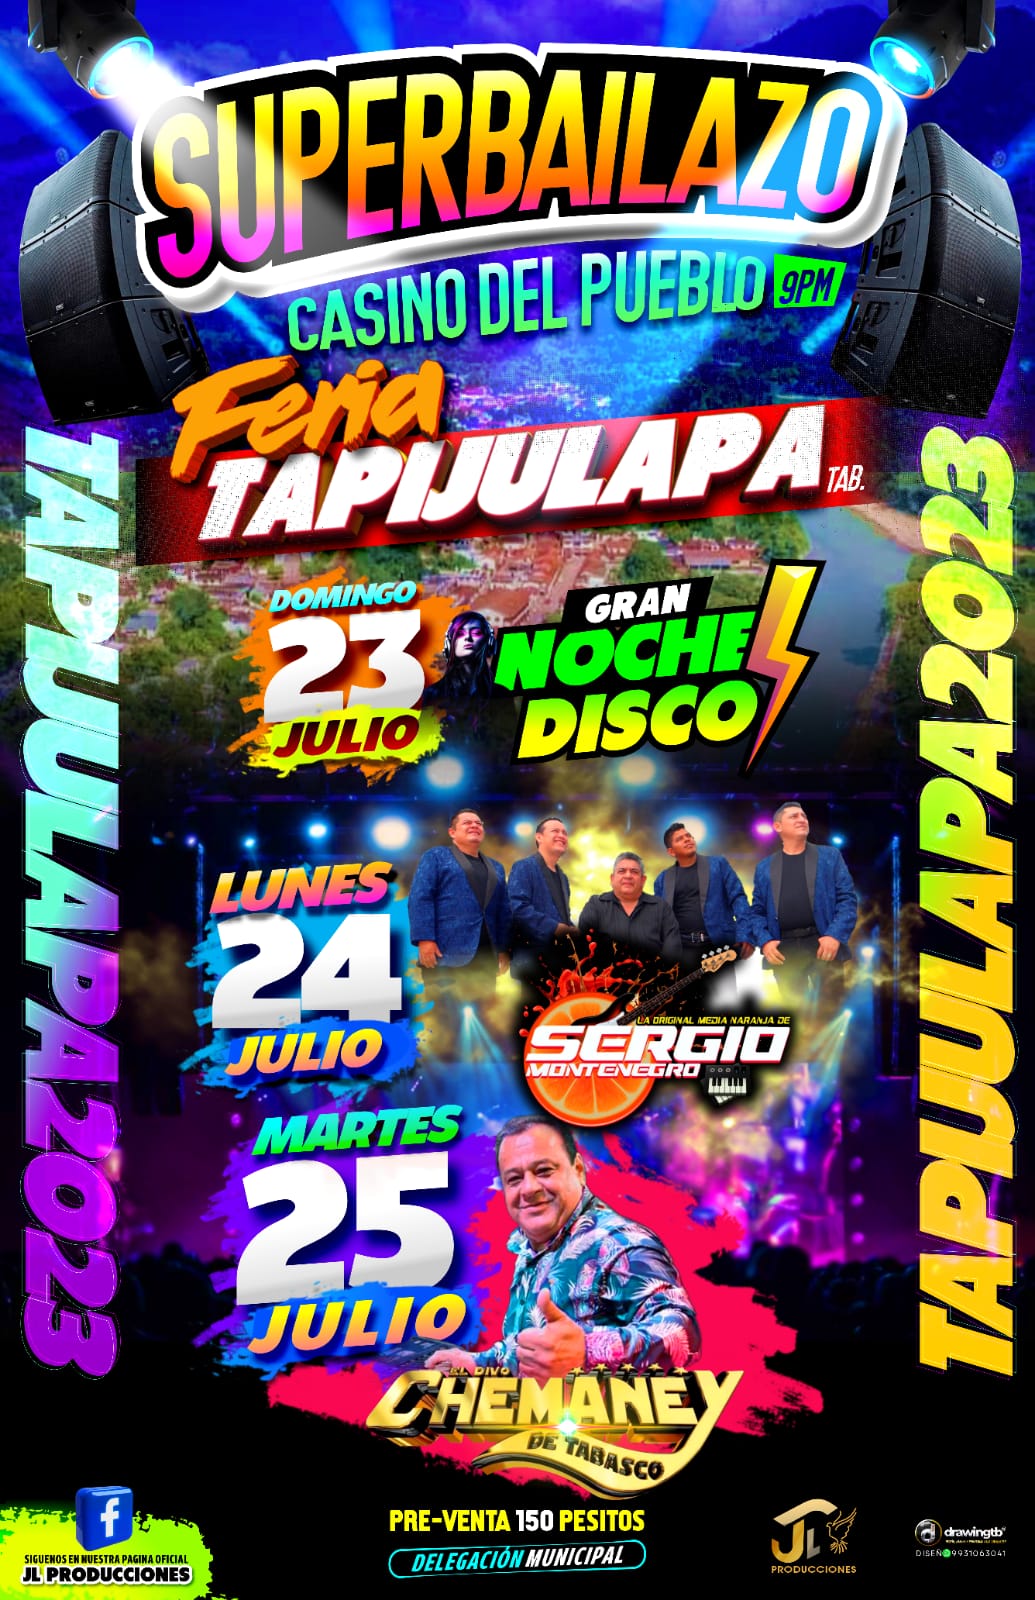 SUPERBAILAZO
CASINO DEL PUEBLO 9PM
Feria
TAPIJULAPA TAB.
TAPIJULAPA2023
TAPIJULAPA2023
DOMINGO
23
JULIO
GRAN
NOCHE
DISCO
LUNES
24
JULIO
LA ORIGINAL MEDIA NARANJA DE
SERGIO
MONTENEGRO
MARTES
25
JULIO
EL DIVO
CHEMANEY
DE TABASCO
PRE-VENTA 150 PESITOS
DELEGACIÓN MUNICIPAL
f
SIGUENOS EN NUESTRA PAGINA OFICIAL
JL PRODUCCIONES
JL
PRODUCCIONES
d drawingtb
DISEÑO 9931063041